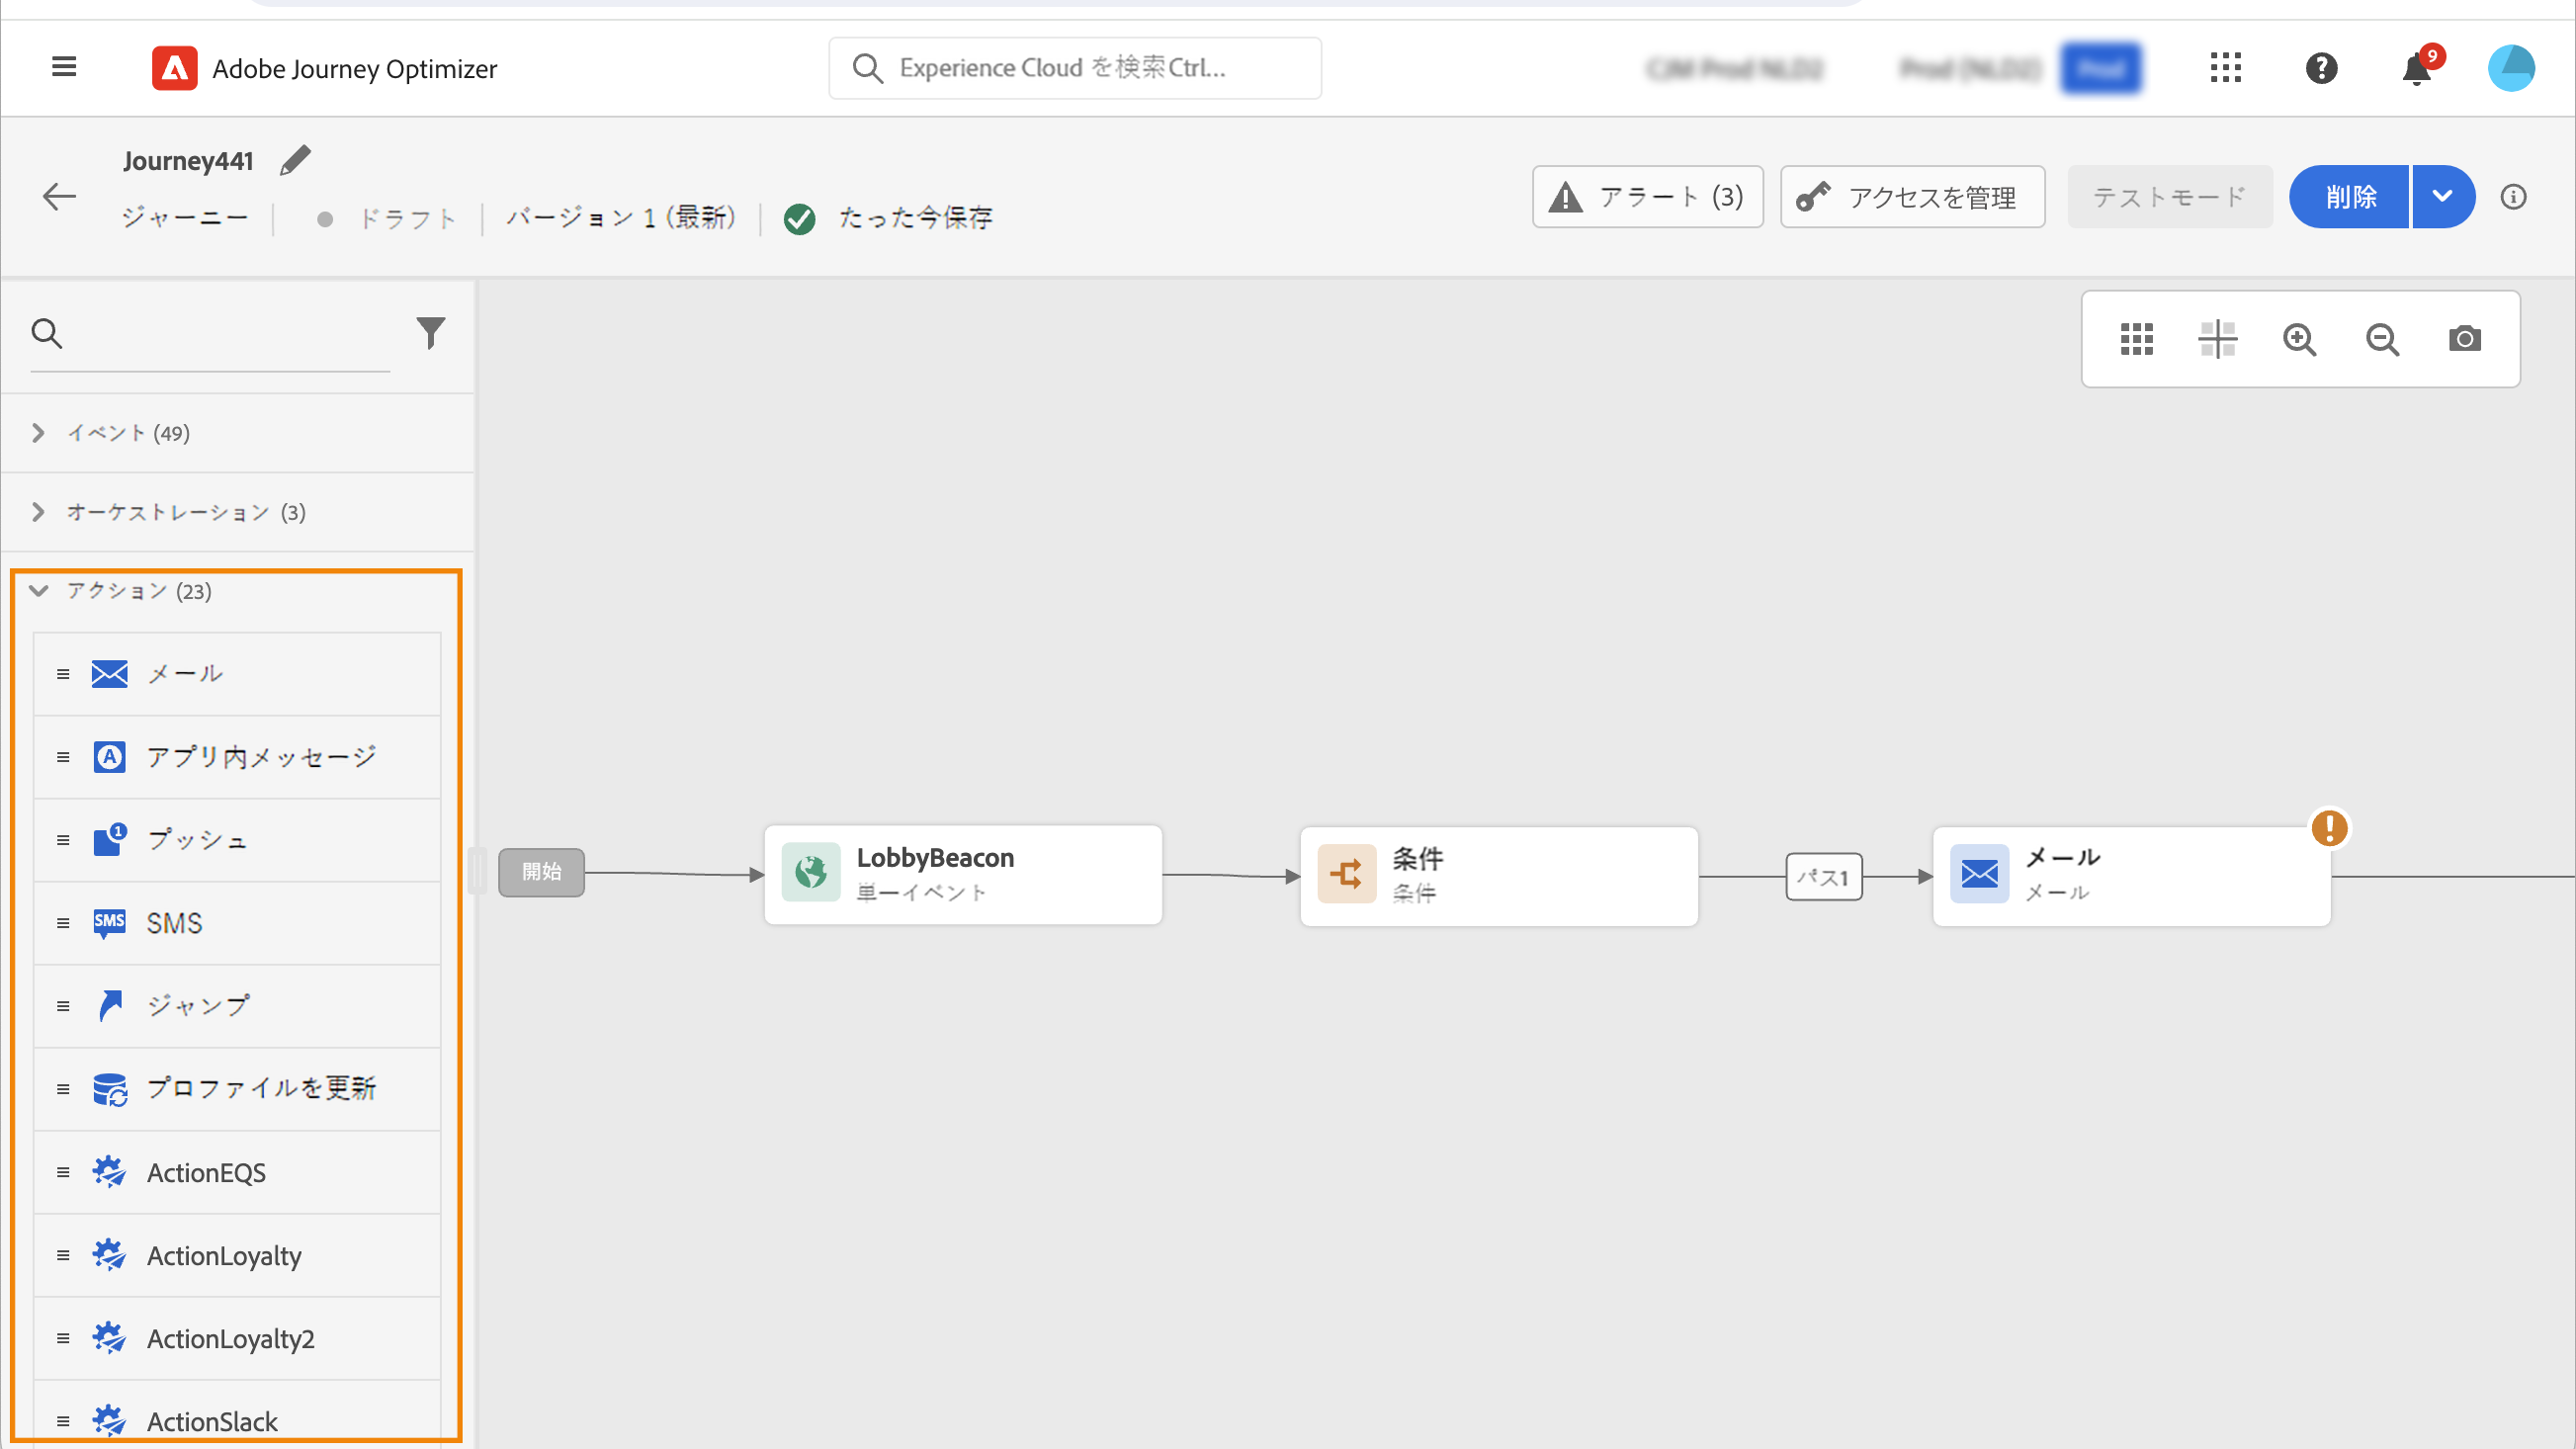 Adobe Journey Optimizer
Experience Cloud を検索Ctrl...
9
Journey441
ジャーニー
ドラフト
バージョン 1 (最新)
たった今保存
アラート (3)
アクセスを管理
テストモード
削除
イベント (49)
オーケストレーション (3)
アクション (23)
メール
アプリ内メッセージ
1
プッシュ
SMS
SMS
ジャンプ
プロファイルを更新
ActionEQS
ActionLoyalty
ActionLoyalty2
ActionSlack
開始
LobbyBeacon
単一イベント
条件
条件
パス1
メール
メール